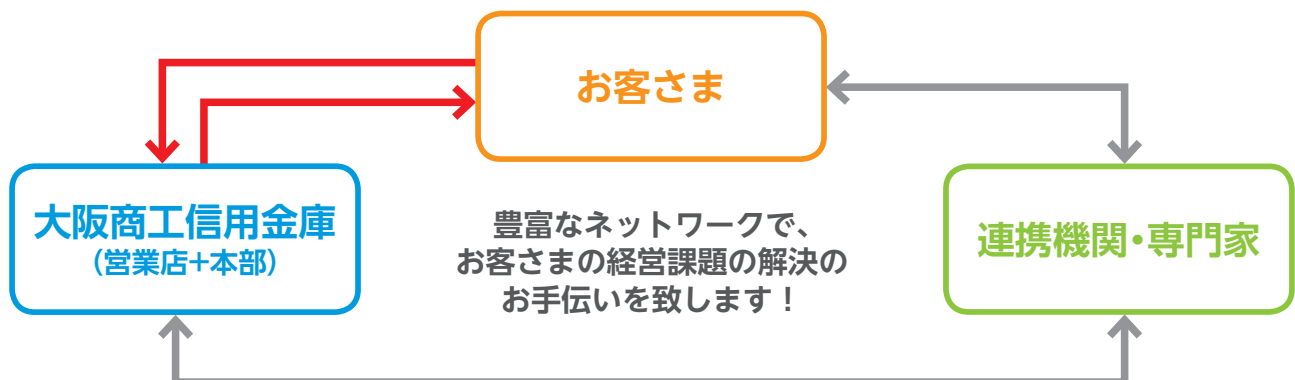 お客さま
大阪商工信用金庫
（営業店+本部）
豊富なネットワークで、
お客さまの経営課題の解決の
お手伝いを致します！
連携機関・専門家